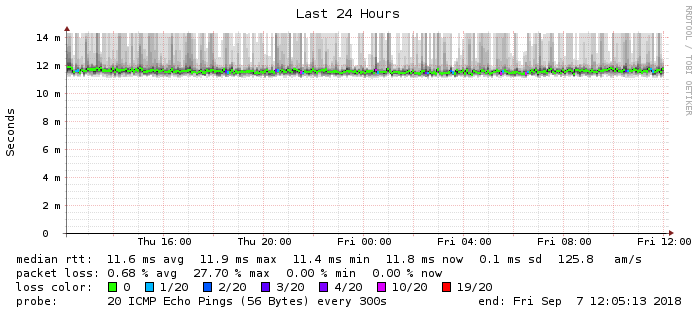 Last 24 Hours
RRDTOOL / TOBI OETIKER
Seconds
14 m
12 m
10 m
8 m
6 m
4 m
2 m
0
Thu 16:00 Thu 20:00 Fri 00:00 Fri 04:00 Fri 08:00 Fri 12:00
median rtt: 11.6 ms avg 11.9 ms max 11.4 ms min 11.8 ms now 0.1 ms sd 125.8 am/s
packet loss: 0.68 % avg 27.70 % max 0.00 % min 0.00 % now
loss color: 0 1/20 2/20 3/20 4/20 10/20 19/20
probe: 20 ICMP Echo Pings (56 Bytes) every 300s end: Fri Sep 7 12:05:13 2018